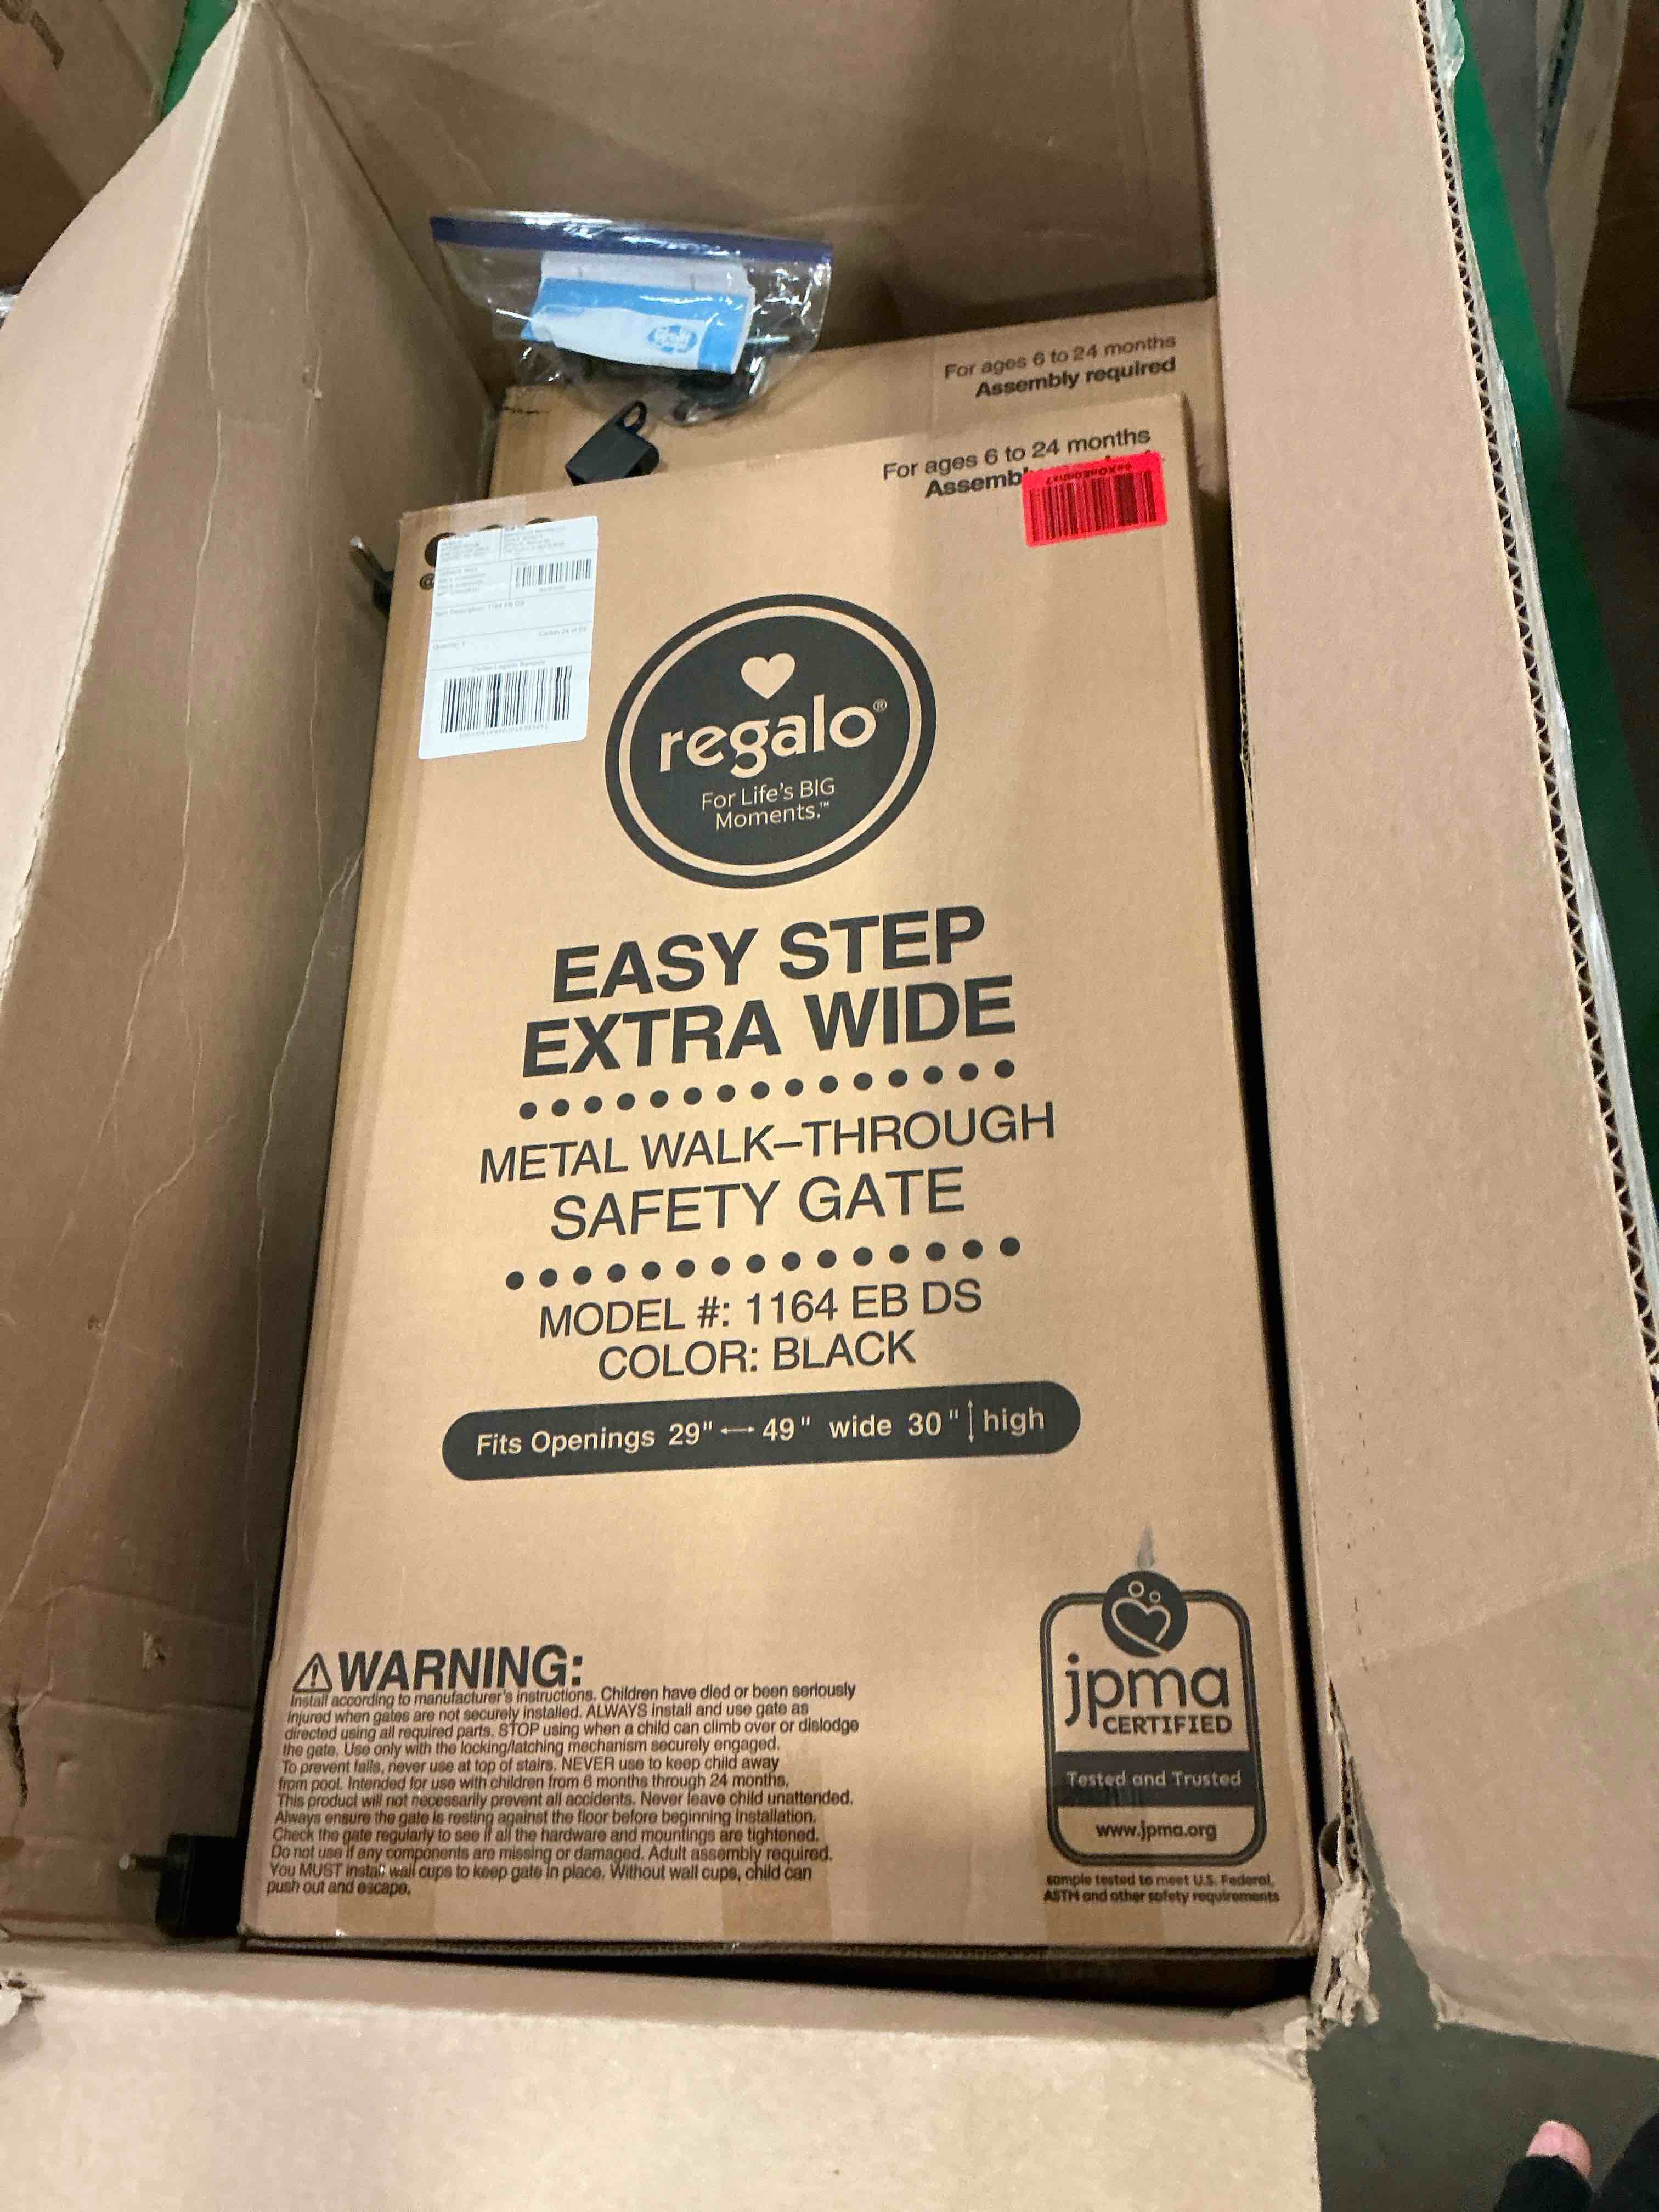 For ages 6 to 24 months
Assembly required
For ages 6 to 24 months
Item Description: 1164 EB DS
Quantity: 1
regalo®
For Life's BIG
Moments.™
EASY STEP
EXTRA WIDE
METAL WALK–THROUGH
SAFETY GATE
MODEL #: 1164 EB DS
COLOR: BLACK
Fits Openings 29" ⟷ 49" wide 30" ↕ high
⚠WARNING:
Install according to manufacturer's instructions. Children have died or been seriously
injured when gates are not securely installed. ALWAYS install and use gate as
directed using all required parts. STOP using when a child can climb over or dislodge
the gate. Use only with the locking/latching mechanism securely engaged.
To prevent falls, never use at top of stairs. NEVER use to keep child away
from pool. Intended for use with children from 6 months through 24 months.
This product will not necessarily prevent all accidents. Never leave child unattended.
Always ensure the gate is resting against the floor before beginning installation.
Check the gate regularly to see if all the hardware and mountings are tightened.
Do not use if any components are missing or damaged. Adult assembly required.
You MUST install wall cups to keep gate in place. Without wall cups, child can
push out and escape.
jpma
CERTIFIED
Tested and Trusted
www.jpma.org
sample tested to meet U.S. Federal,
ASTM and other safety requirements